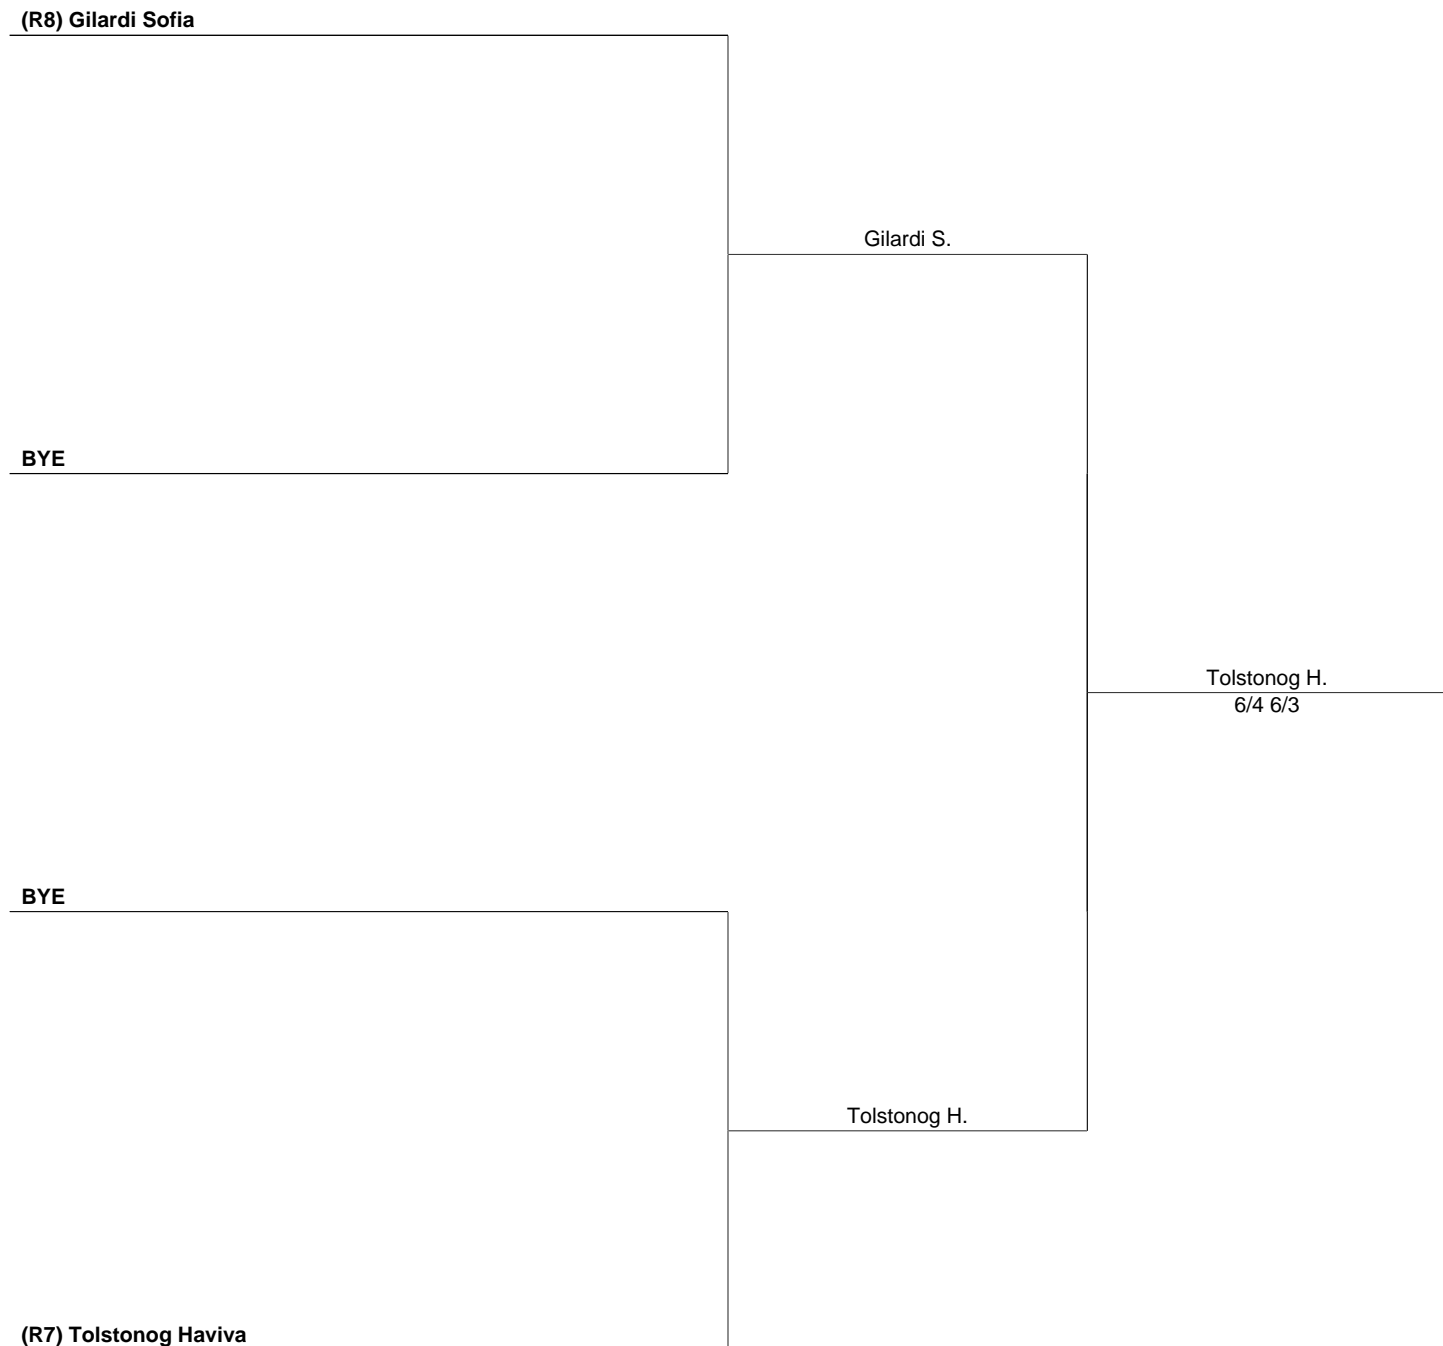 (R8) Gilardi Sofia
Gilardi S.
BYE
Tolstonog H.
6/4 6/3
BYE
Tolstonog H.
(R7) Tolstonog Haviva